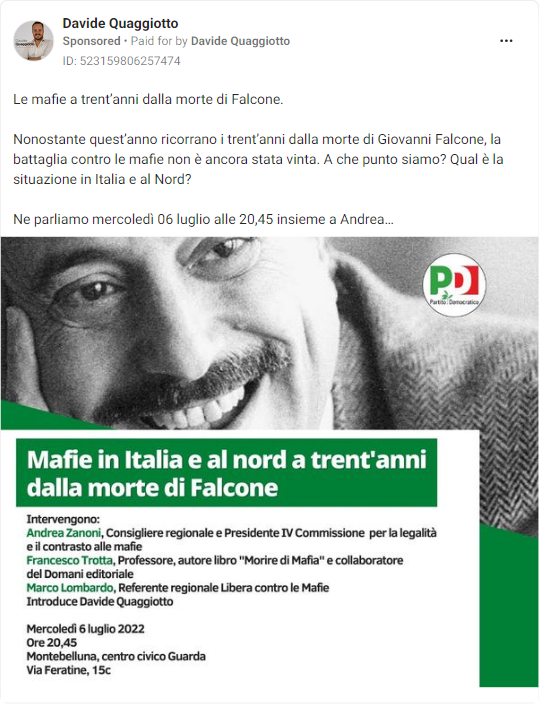 Davide Quaggiotto
Sponsored • Paid for by Davide Quaggiotto
ID: 523159806257474
Le mafie a trent'anni dalla morte di Falcone.
Nonostante quest'anno ricorrano i trent'anni dalla morte di Giovanni Falcone, la
battaglia contro le mafie non è ancora stata vinta. A che punto siamo? Qual è la
situazione in Italia e al Nord?
Ne parliamo mercoledì 06 luglio alle 20,45 insieme a Andrea...
PD
Partito Democratico
Mafie in Italia e al nord a trent'anni
dalla morte di Falcone
Intervengono:
Andrea Zanoni, Consigliere regionale e Presidente IV Commissione per la legalità
e il contrasto alle mafie
Francesco Trotta, Professore, autore libro "Morire di Mafia" e collaboratore
del Domani editoriale
Marco Lombardo, Referente regionale Libera contro le Mafie
Introduce Davide Quaggiotto
Mercoledì 6 luglio 2022
Ore 20,45
Montebelluna, centro civico Guarda
Via Feratine, 15c